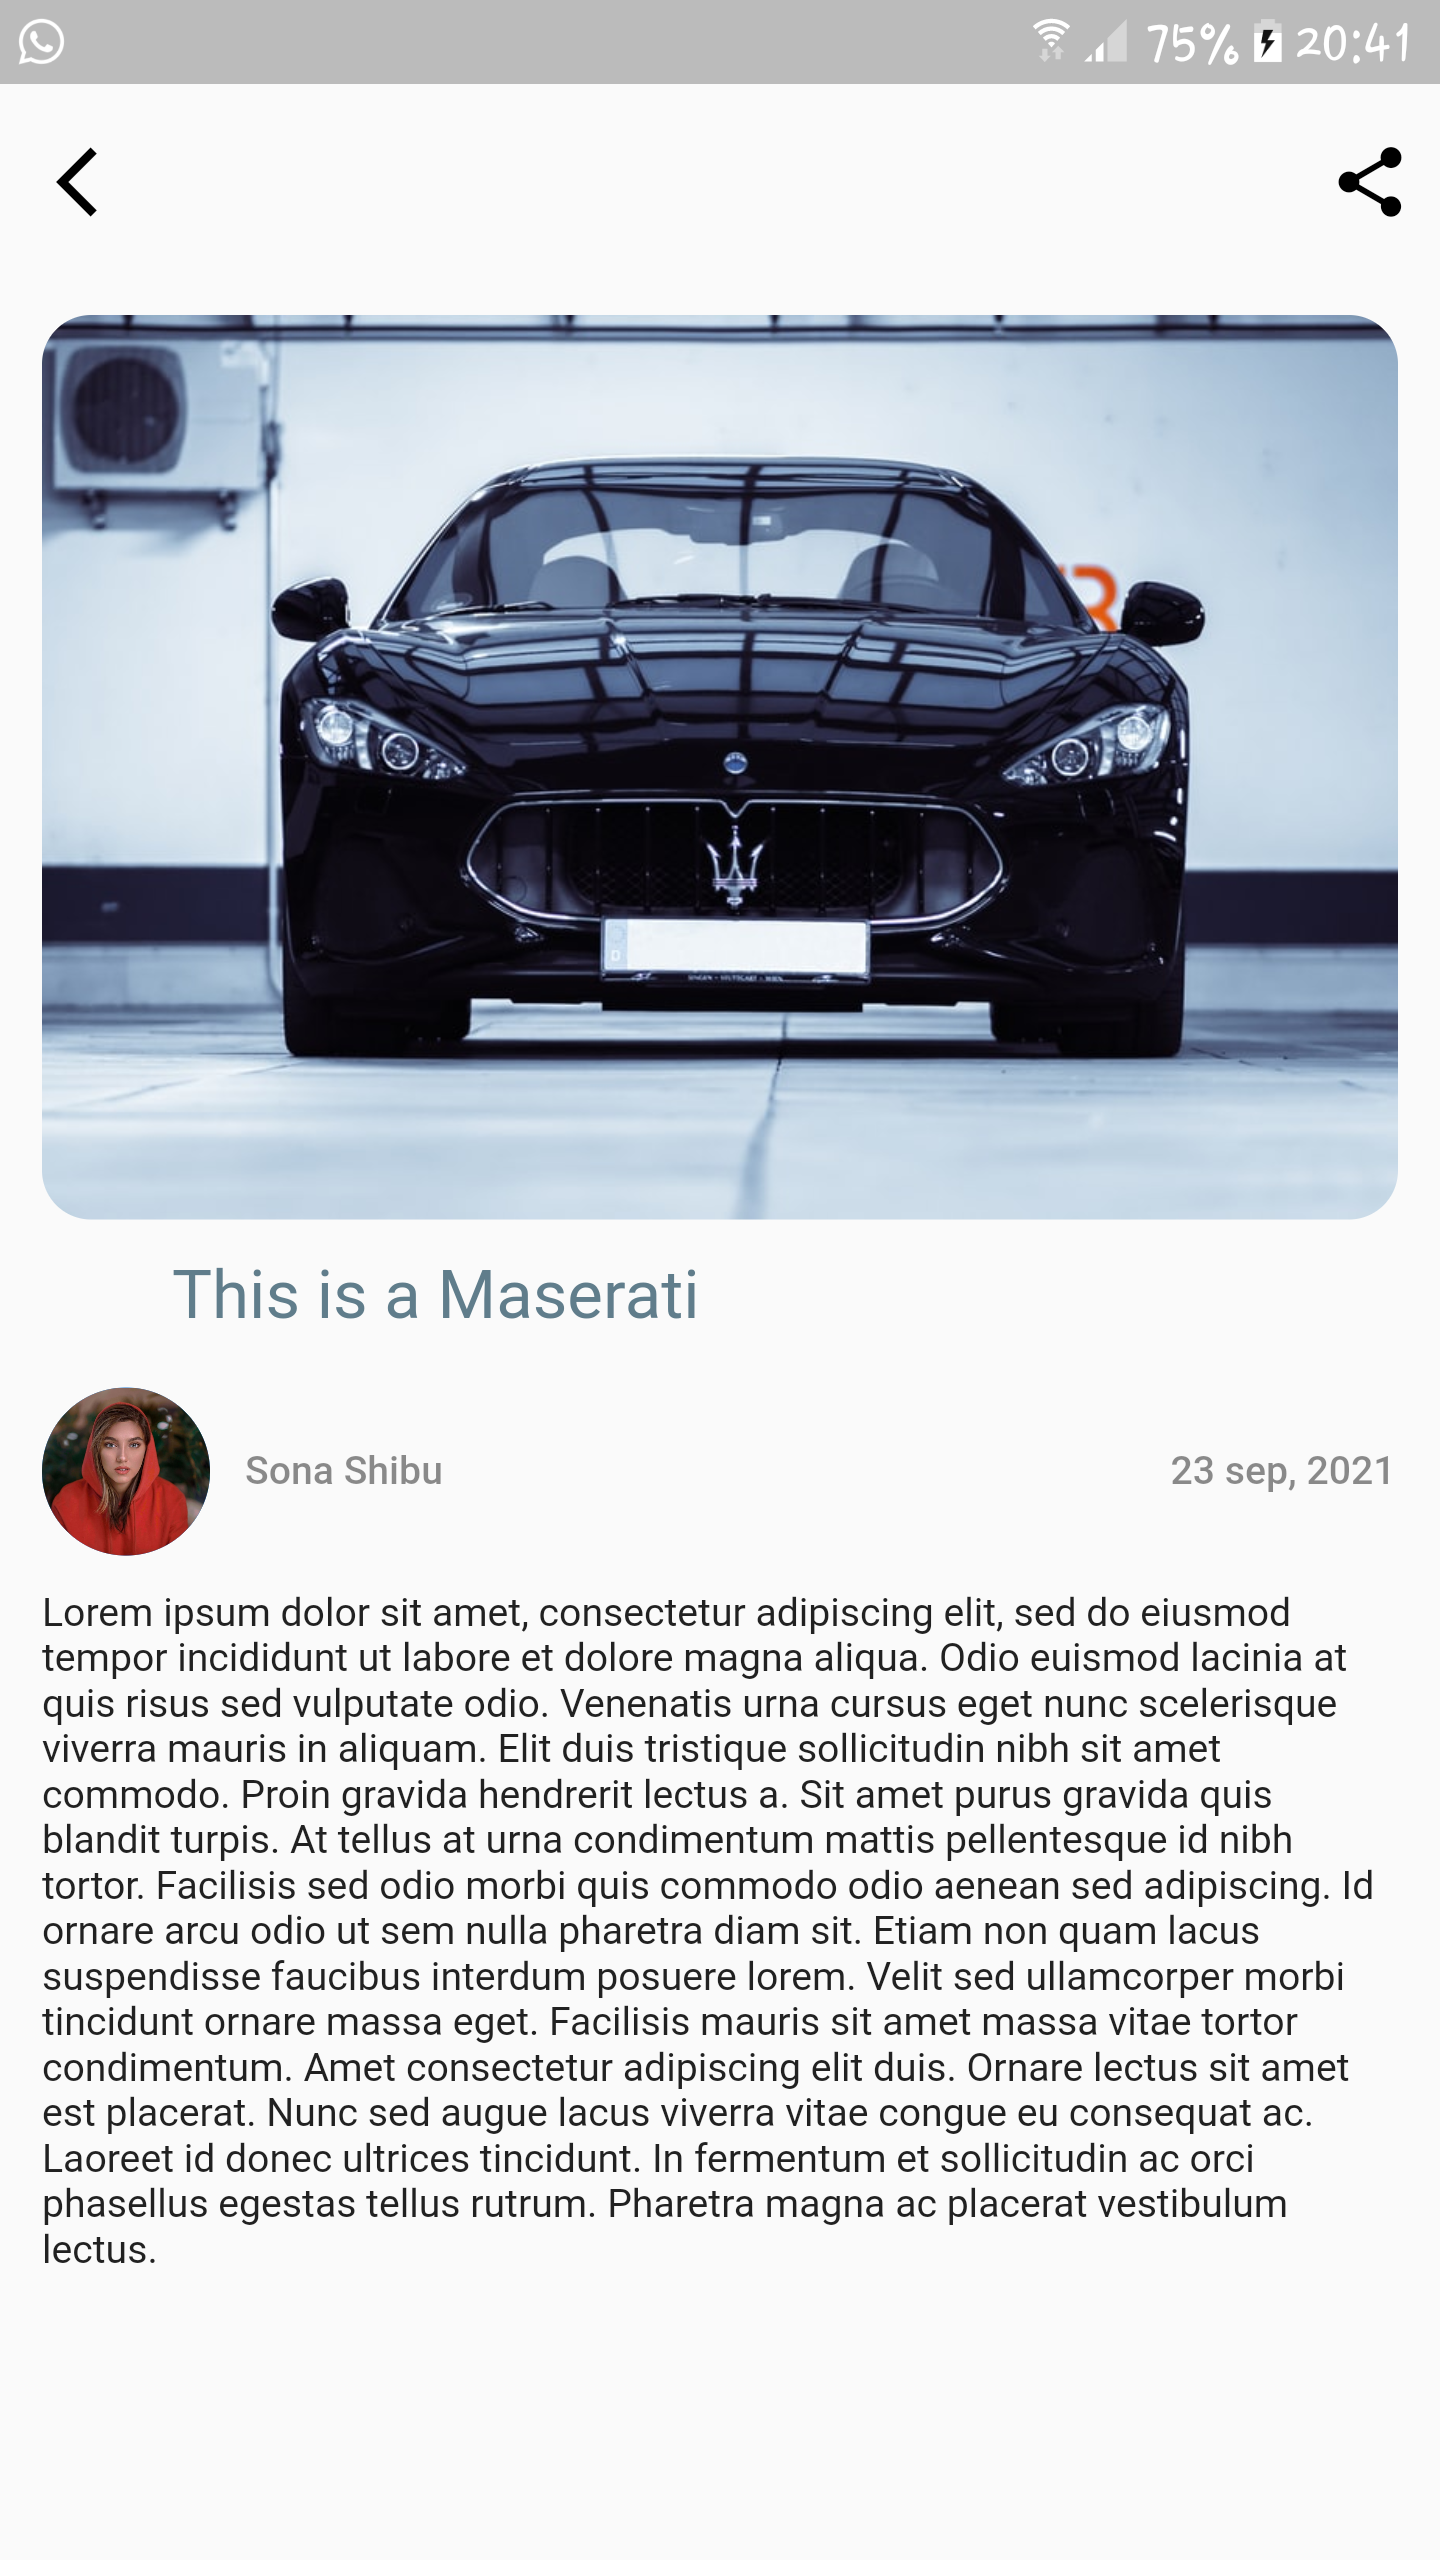 75% 20:41
This is a Maserati
Sona Shibu
23 sep, 2021
Lorem ipsum dolor sit amet, consectetur adipiscing elit, sed do eiusmod
tempor incididunt ut labore et dolore magna aliqua. Odio euismod lacinia at
quis risus sed vulputate odio. Venenatis urna cursus eget nunc scelerisque
viverra mauris in aliquam. Elit duis tristique sollicitudin nibh sit amet
commodo. Proin gravida hendrerit lectus a. Sit amet purus gravida quis
blandit turpis. At tellus at urna condimentum mattis pellentesque id nibh
tortor. Facilisis sed odio morbi quis commodo odio aenean sed adipiscing. Id
ornare arcu odio ut sem nulla pharetra diam sit. Etiam non quam lacus
suspendisse faucibus interdum posuere lorem. Velit sed ullamcorper morbi
tincidunt ornare massa eget. Facilisis mauris sit amet massa vitae tortor
condimentum. Amet consectetur adipiscing elit duis. Ornare lectus sit amet
est placerat. Nunc sed augue lacus viverra vitae congue eu consequat ac.
Laoreet id donec ultrices tincidunt. In fermentum et sollicitudin ac orci
phasellus egestas tellus rutrum. Pharetra magna ac placerat vestibulum
lectus.